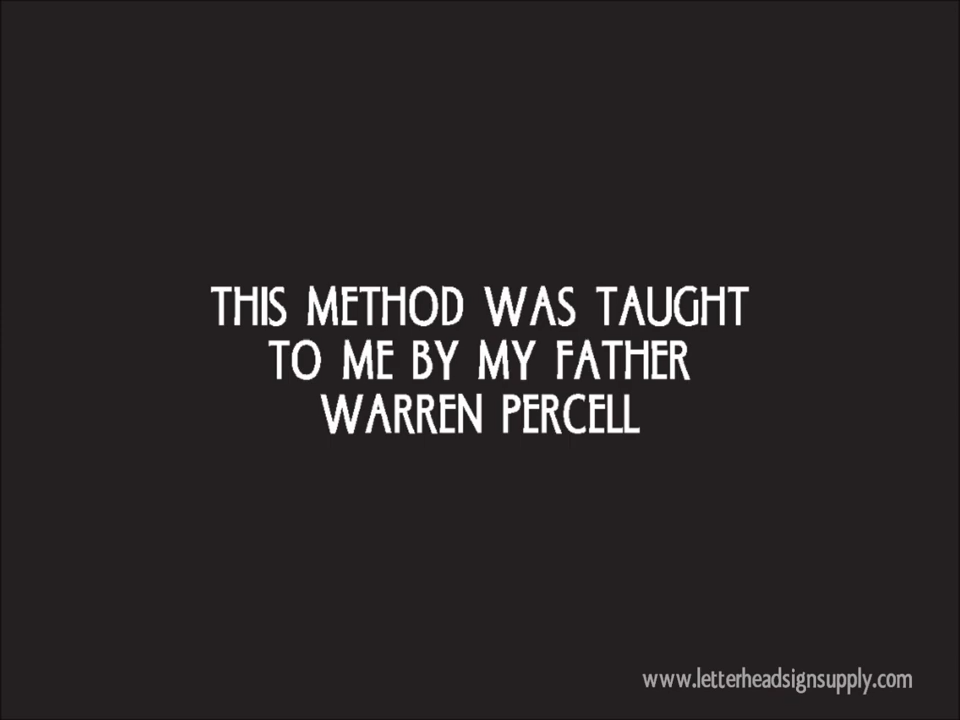 THIS METHOD WAS TAUGHT
TO ME BY MY FATHER
WARREN PERCELL
www.letterheadsignsupply.com